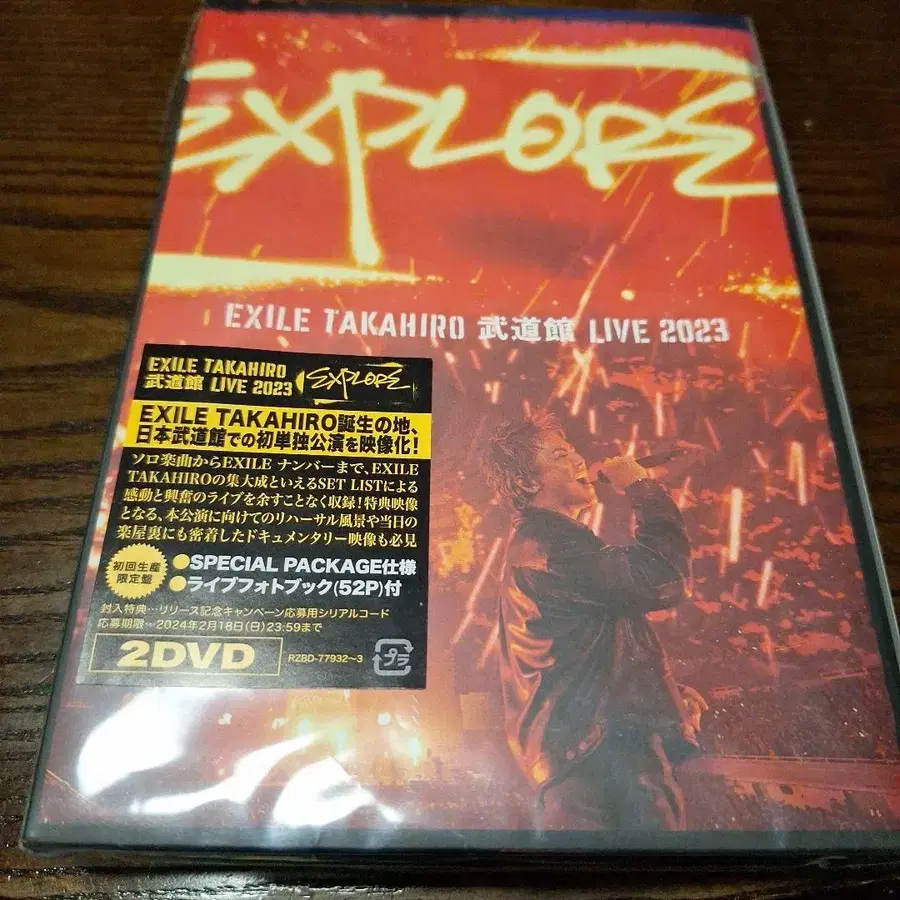 EXPLORE
EXILE TAKAHIRO 武道館 LIVE 2023
EXILE TAKAHIRO
武道館 LIVE 2023 EXPLORE
EXILE TAKAHIRO誕生の地、
日本武道館での初単独公演を映像化!
ソロ楽曲からEXILE ナンバーまで、EXILE
TAKAHIROの集大成といえるSET LISTによる
感動と興奮のライブを余すことなく収録!特典映像
となる、本公演に向けてのリハーサル風景や当日の
楽屋裏にも密着したドキュメンタリー映像も必見
初回生産
限定盤
●SPECIAL PACKAGE仕様
●ライブフォトブック(52P)付
封入特典…リリース記念キャンペーン応募用シリアルコード
応募期限…2024年2月18日(日)23:59まで
2DVD
RZBD-77932~3
プラ